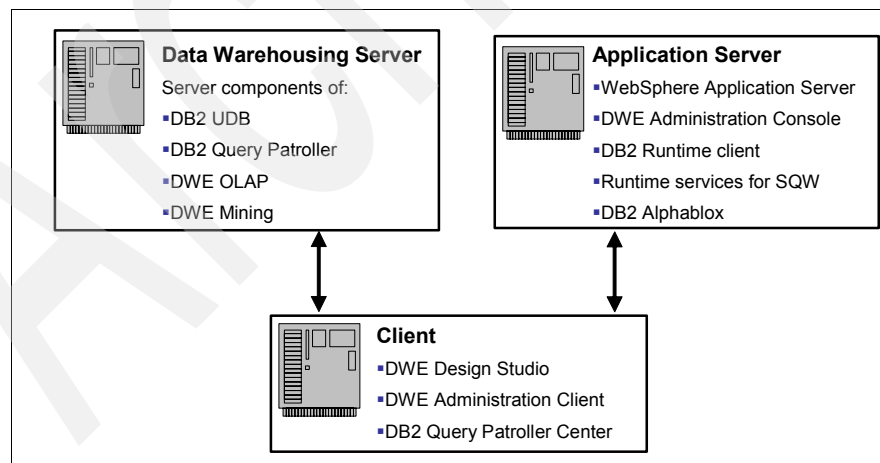 Data Warehousing Server
Server components of:
▪DB2 UDB
▪DB2 Query Patroller
▪DWE OLAP
▪DWE Mining
Application Server
▪WebSphere Application Server
▪DWE Administration Console
▪DB2 Runtime client
▪Runtime services for SQW
▪DB2 Alphablox
Client
▪DWE Design Studio
▪DWE Administration Client
▪DB2 Query Patroller Center